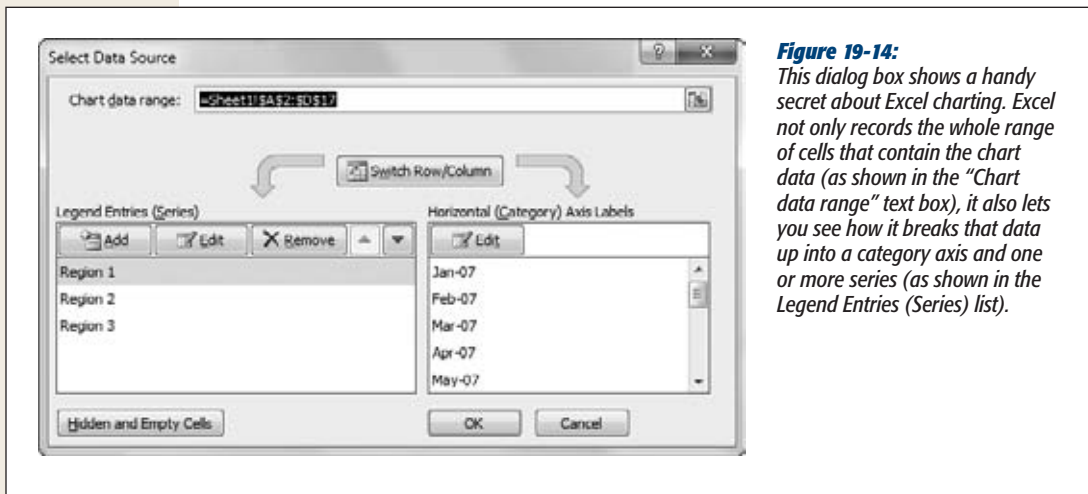 Select Data Source
Chart data range:
=Sheet1!$A$2:$D$17
Switch Row/Column
Legend Entries (Series)
Horizontal (Category) Axis Labels
Add
Edit
Remove
Edit
Region 1
Region 2
Region 3
Jan-07
Feb-07
Mar-07
Apr-07
May-07
Hidden and Empty Cells
OK
Cancel
Figure 19-14:
This dialog box shows a handy
secret about Excel charting. Excel
not only records the whole range
of cells that contain the chart
data (as shown in the “Chart
data range” text box), it also lets
you see how it breaks that data
up into a category axis and one
or more series (as shown in the
Legend Entries (Series) list).